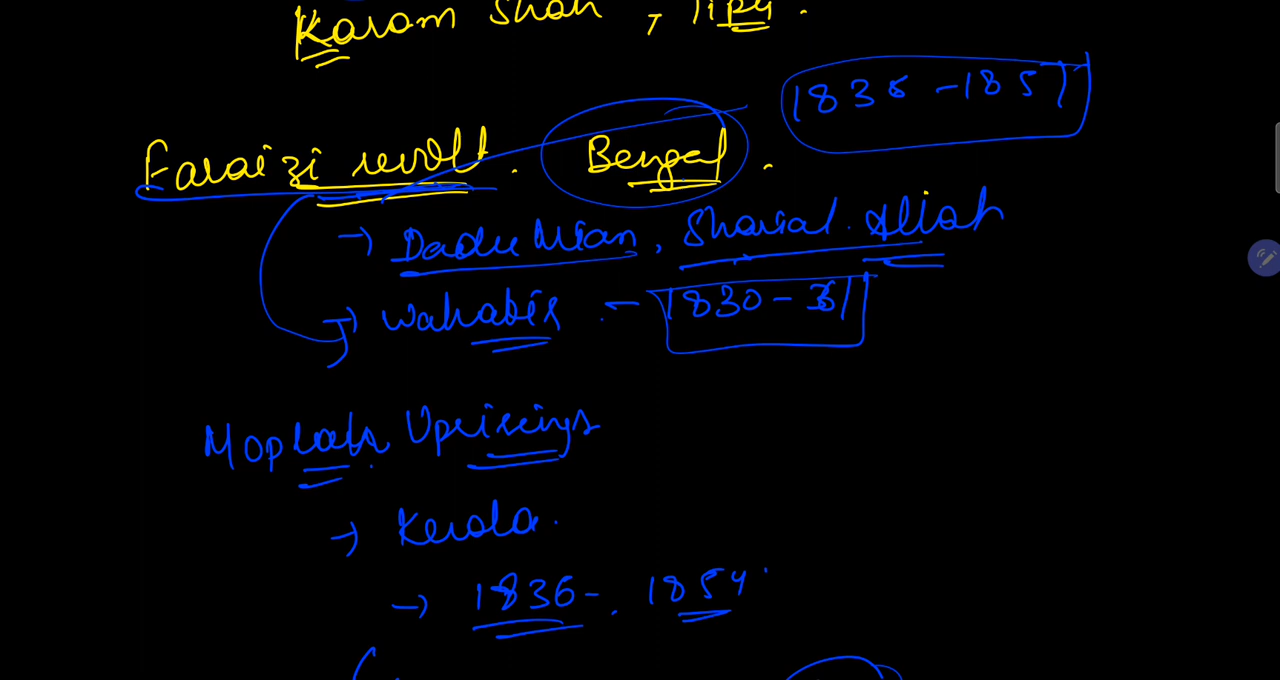 Karam Shah, Tipu.
1836 - 1857
Faraizi revolt. Bengal.
→ Dadu Mian, Shariat. Allah
→ Wahabis. - 1830 - 31
Moplah Uprisings
→ Kerala.
→ 1836 - 1854.